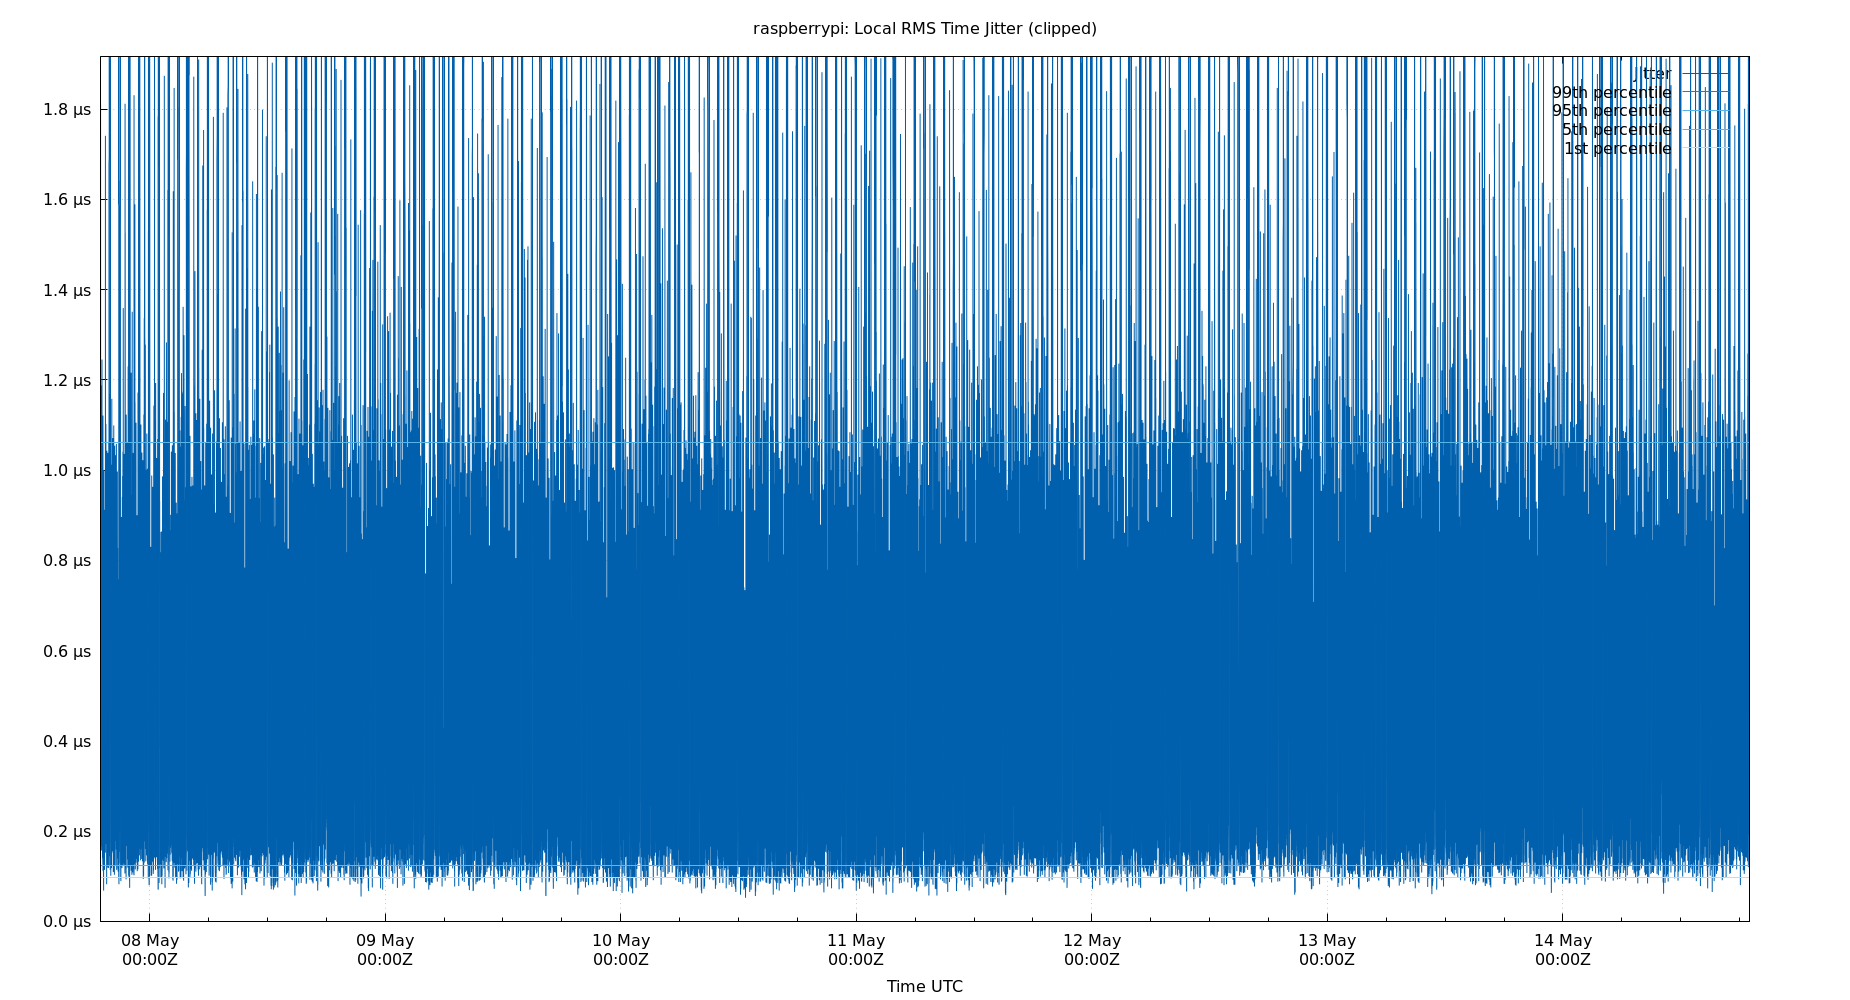 raspberrypi: Local RMS Time Jitter (clipped)
Jitter
99th percentile
95th percentile
5th percentile
1st percentile
1.8 μs
1.6 μs
1.4 μs
1.2 μs
1.0 μs
0.8 μs
0.6 μs
0.4 μs
0.2 μs
0.0 μs
08 May 09 May 10 May 11 May 12 May 13 May 14 May
00:00Z 00:00Z 00:00Z 00:00Z 00:00Z 00:00Z 00:00Z
Time UTC